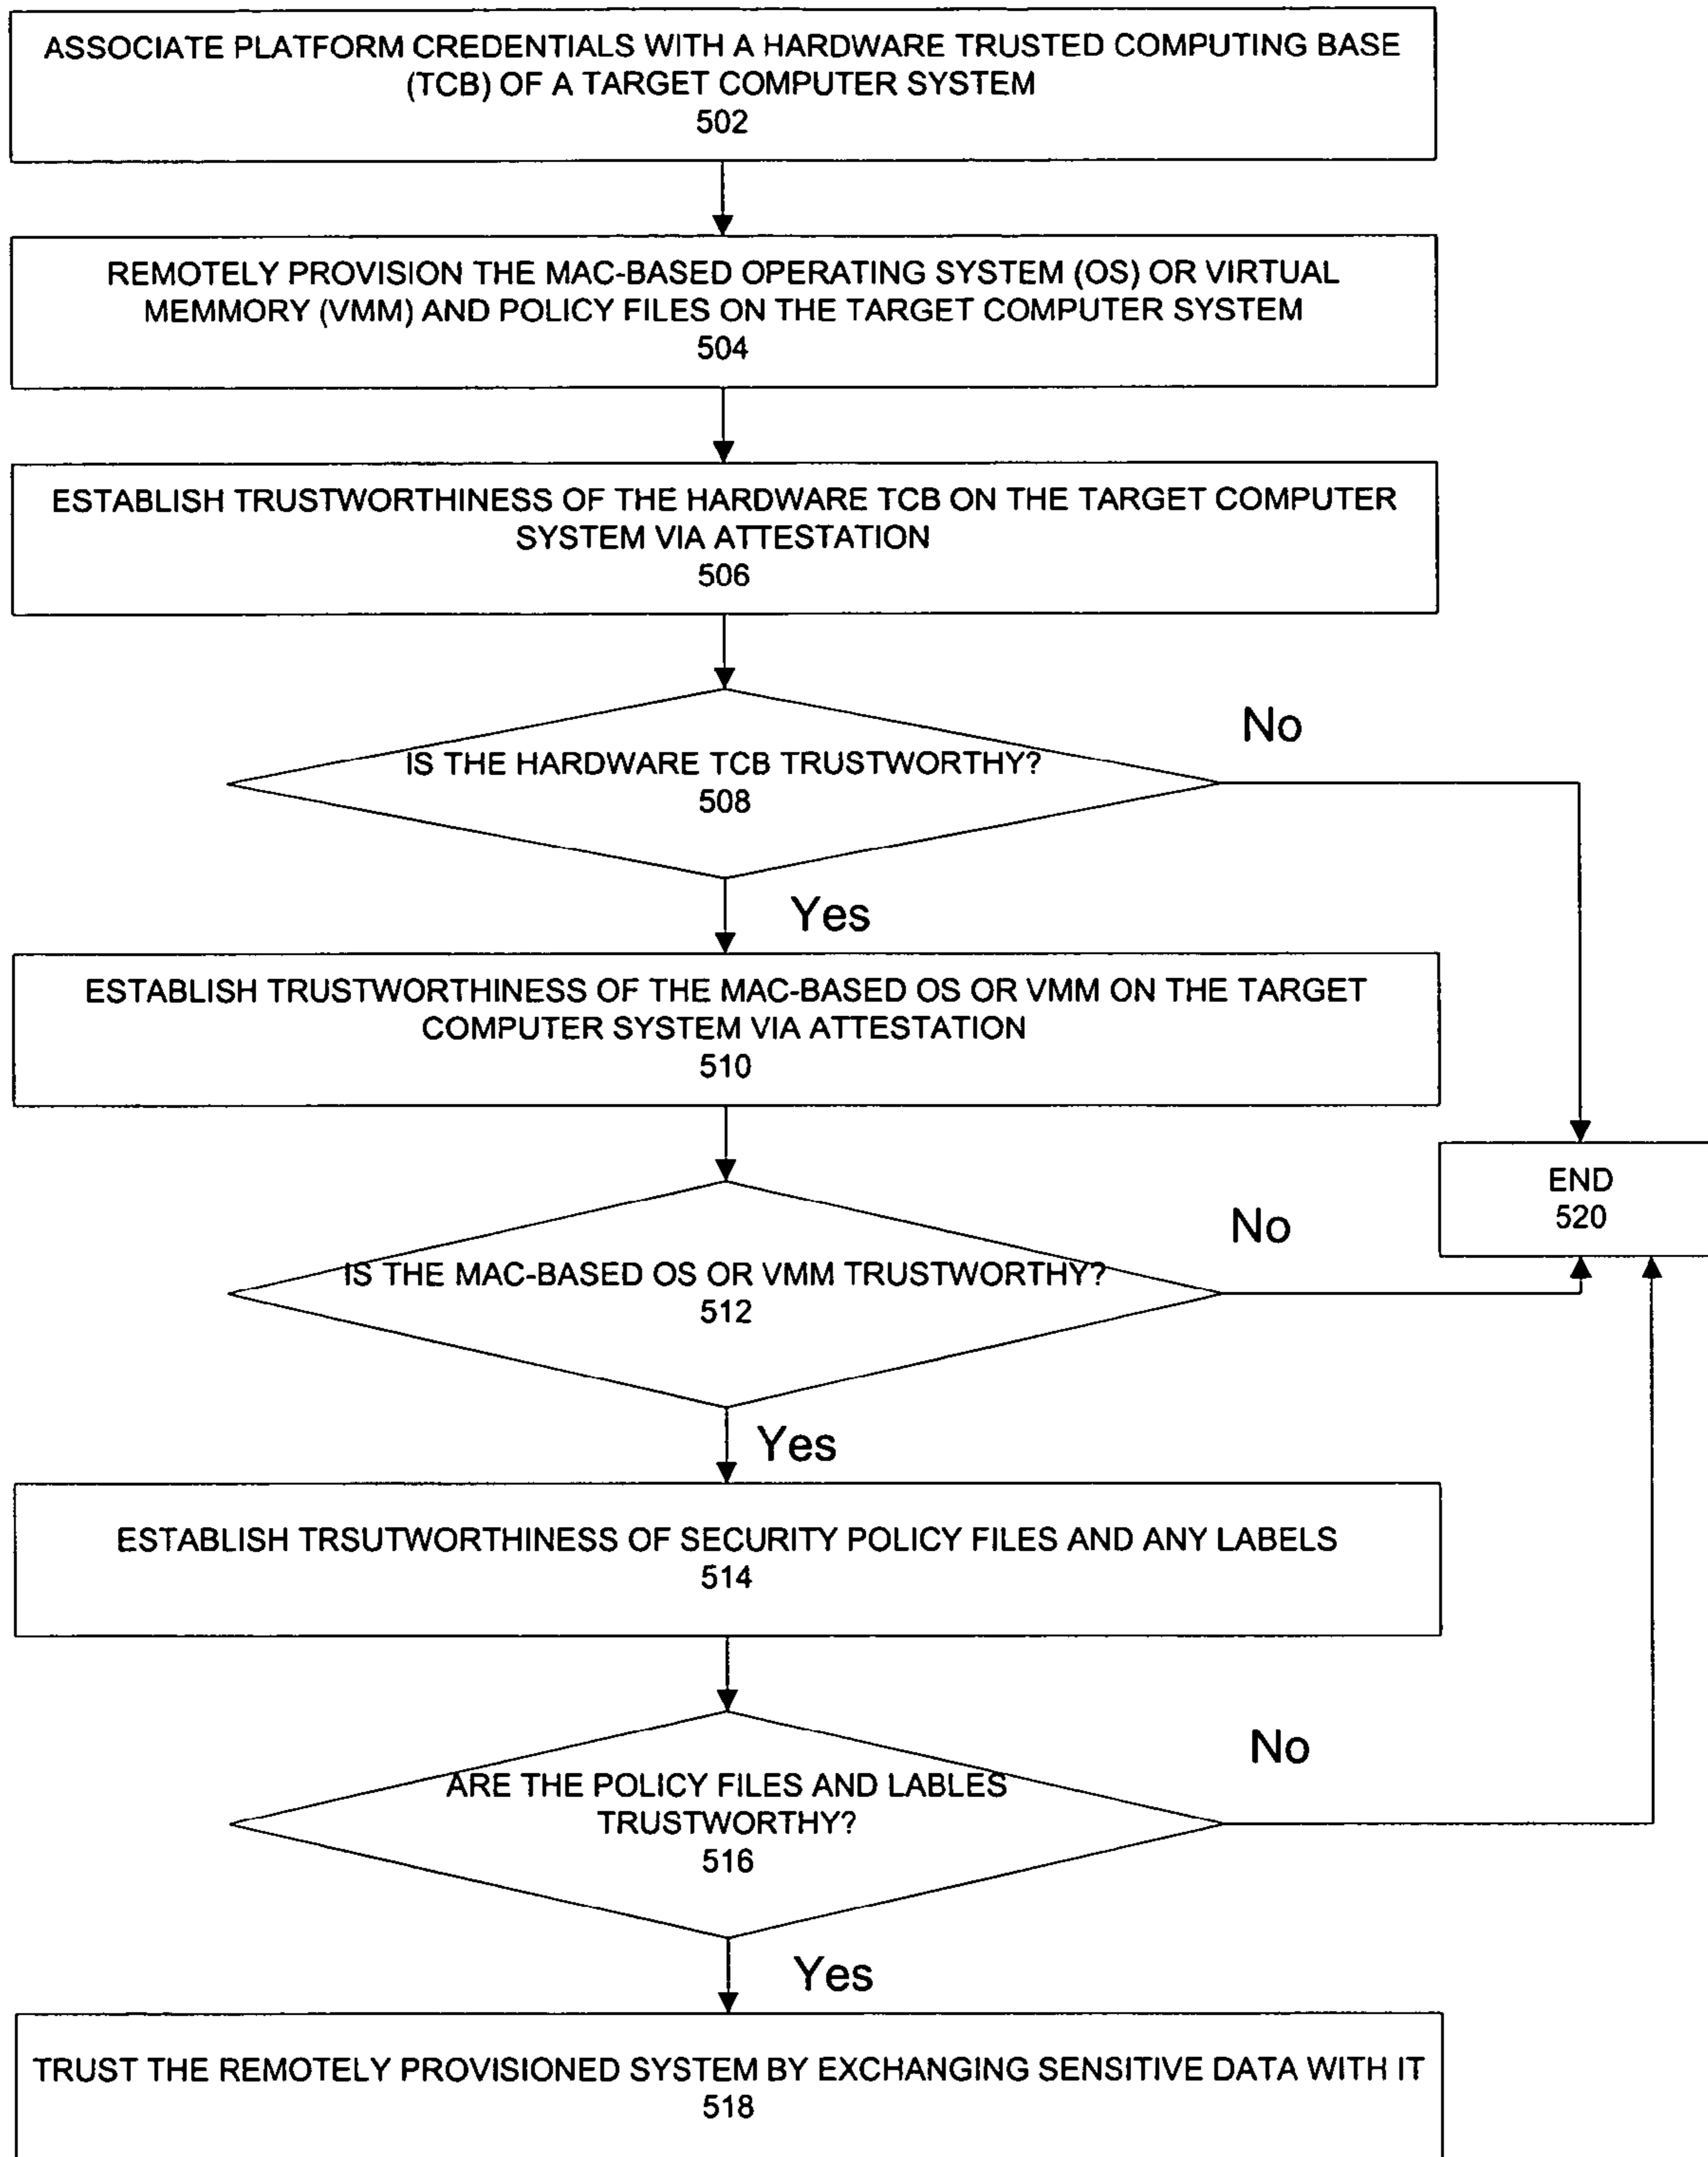 ASSOCIATE PLATFORM CREDENTIALS WITH A HARDWARE TRUSTED COMPUTING BASE
(TCB) OF A TARGET COMPUTER SYSTEM
502
REMOTELY PROVISION THE MAC-BASED OPERATING SYSTEM (OS) OR VIRTUAL
MEMMORY (VMM) AND POLICY FILES ON THE TARGET COMPUTER SYSTEM
504
ESTABLISH TRUSTWORTHINESS OF THE HARDWARE TCB ON THE TARGET COMPUTER
SYSTEM VIA ATTESTATION
506
No
IS THE HARDWARE TCB TRUSTWORTHY?
508
Yes
ESTABLISH TRUSTWORTHINESS OF THE MAC-BASED OS OR VMM ON THE TARGET
COMPUTER SYSTEM VIA ATTESTATION
510
END
520
No
IS THE MAC-BASED OS OR VMM TRUSTWORTHY?
512
Yes
ESTABLISH TRSUTWORTHINESS OF SECURITY POLICY FILES AND ANY LABELS
514
No
ARE THE POLICY FILES AND LABLES
TRUSTWORTHY?
516
Yes
TRUST THE REMOTELY PROVISIONED SYSTEM BY EXCHANGING SENSITIVE DATA WITH IT
518